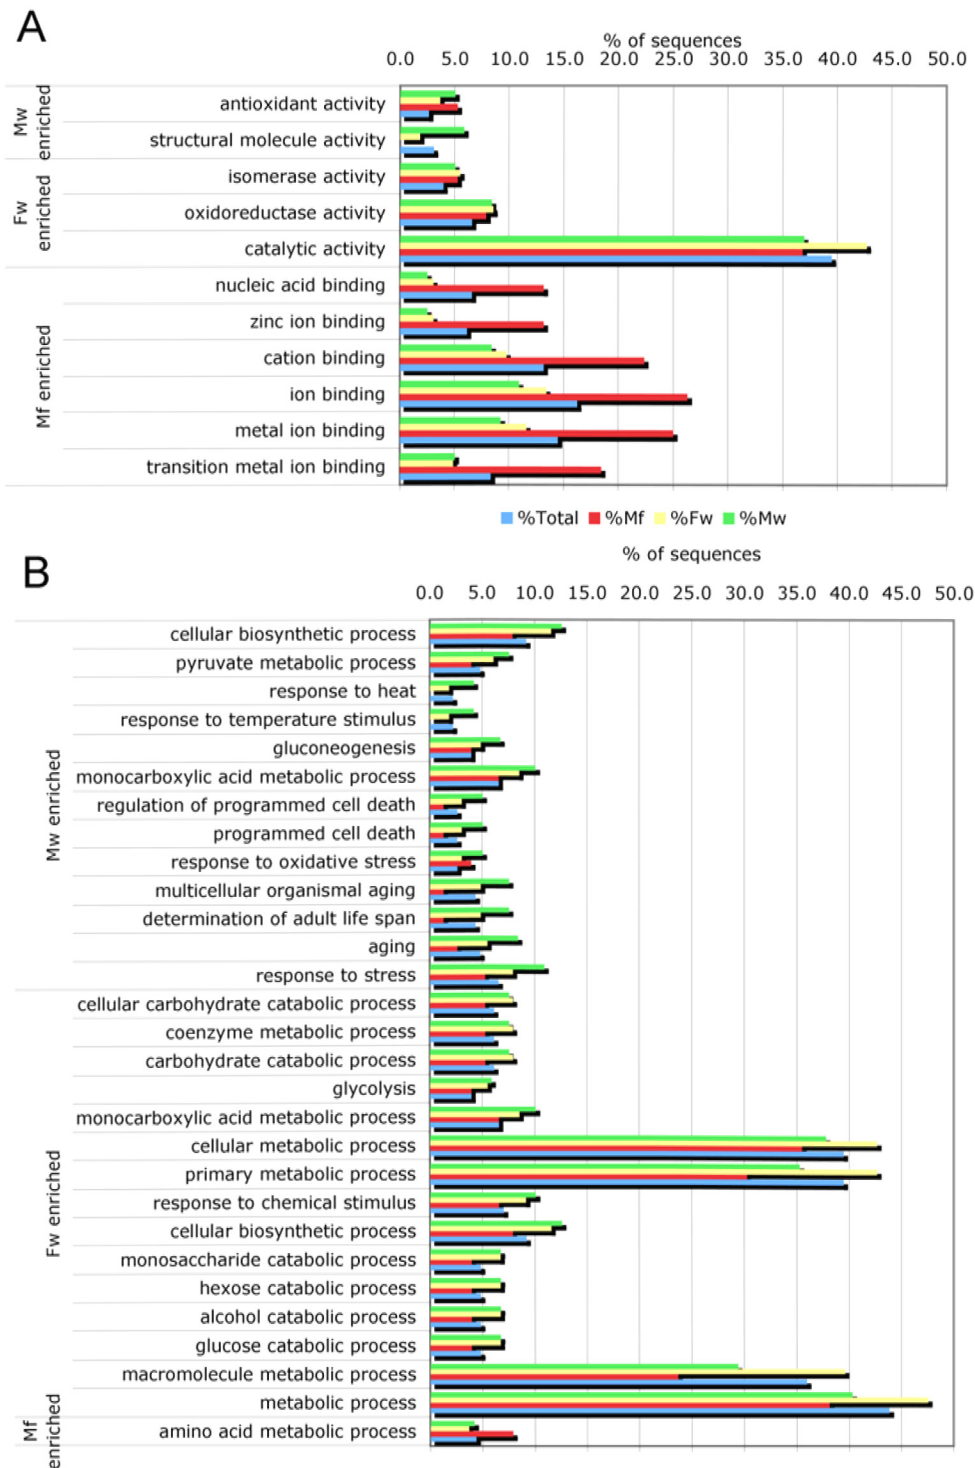 A
% of sequences
0.0 5.0 10.0 15.0 20.0 25.0 30.0 35.0 40.0 45.0 50.0
Mw enriched
antioxidant activity
structural molecule activity
Fw enriched
isomerase activity
oxidoreductase activity
catalytic activity
Mf enriched
nucleic acid binding
zinc ion binding
cation binding
ion binding
metal ion binding
transition metal ion binding
%Total %Mf %Fw %Mw
B
% of sequences
0.0 5.0 10.0 15.0 20.0 25.0 30.0 35.0 40.0 45.0 50.0
Mw enriched
cellular biosynthetic process
pyruvate metabolic process
response to heat
response to temperature stimulus
gluconeogenesis
monocarboxylic acid metabolic process
regulation of programmed cell death
programmed cell death
response to oxidative stress
multicellular organismal aging
determination of adult life span
aging
response to stress
Fw enriched
cellular carbohydrate catabolic process
coenzyme metabolic process
carbohydrate catabolic process
glycolysis
monocarboxylic acid metabolic process
cellular metabolic process
primary metabolic process
response to chemical stimulus
cellular biosynthetic process
monosaccharide catabolic process
hexose catabolic process
alcohol catabolic process
glucose catabolic process
macromolecule metabolic process
metabolic process
Mf enriched
amino acid metabolic process